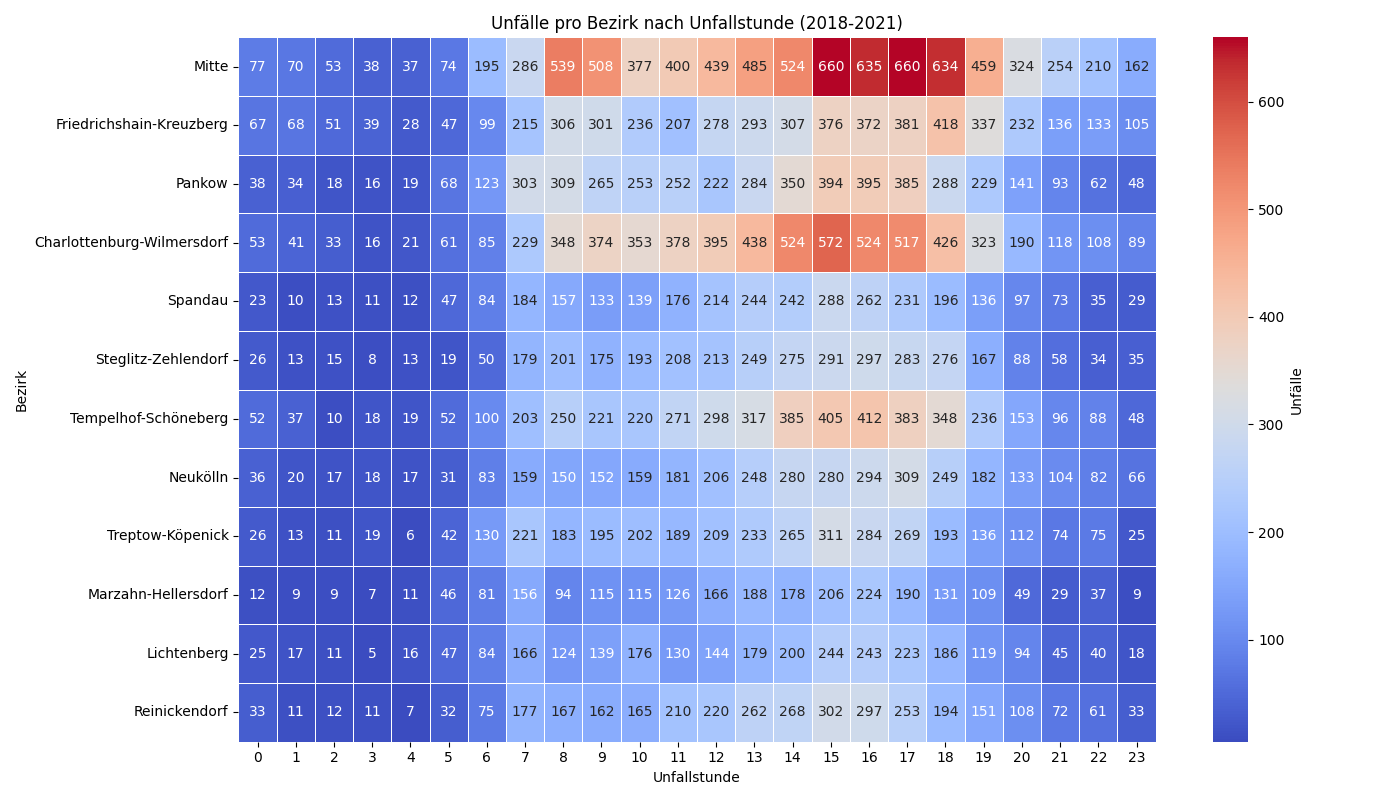 Unfälle pro Bezirk nach Unfallstunde (2018-2021)
Mitte 77 70 53 38 37 74 195 286 539 508 377 400 439 485 524 660 635 660 634 459 324 254 210 162
Friedrichshain-Kreuzberg 67 68 51 39 28 47 99 215 306 301 236 207 278 293 307 376 372 381 418 337 232 136 133 105
Pankow 38 34 18 16 19 68 123 303 309 265 253 252 222 284 350 394 395 385 288 229 141 93 62 48
Charlottenburg-Wilmersdorf 53 41 33 16 21 61 85 229 348 374 353 378 395 438 524 572 524 517 426 323 190 118 108 89
Spandau 23 10 13 11 12 47 84 184 157 133 139 176 214 244 242 288 262 231 196 136 97 73 35 29
Steglitz-Zehlendorf 26 13 15 8 13 19 50 179 201 175 193 208 213 249 275 291 297 283 276 167 88 58 34 35
Tempelhof-Schöneberg 52 37 10 18 19 52 100 203 250 221 220 271 298 317 385 405 412 383 348 236 153 96 88 48
Neukölln 36 20 17 18 17 31 83 159 150 152 159 181 206 248 280 280 294 309 249 182 133 104 82 66
Treptow-Köpenick 26 13 11 19 6 42 130 221 183 195 202 189 209 233 265 311 284 269 193 136 112 74 75 25
Marzahn-Hellersdorf 12 9 9 7 11 46 81 156 94 115 115 126 166 188 178 206 224 190 131 109 49 29 37 9
Lichtenberg 25 17 11 5 16 47 84 166 124 139 176 130 144 179 200 244 243 223 186 119 94 45 40 18
Reinickendorf 33 11 12 11 7 32 75 177 167 162 165 210 220 262 268 302 297 253 194 151 108 72 61 33
0 1 2 3 4 5 6 7 8 9 10 11 12 13 14 15 16 17 18 19 20 21 22 23
Unfallstunde
Bezirk
600
500
400
300
200
100
Unfälle